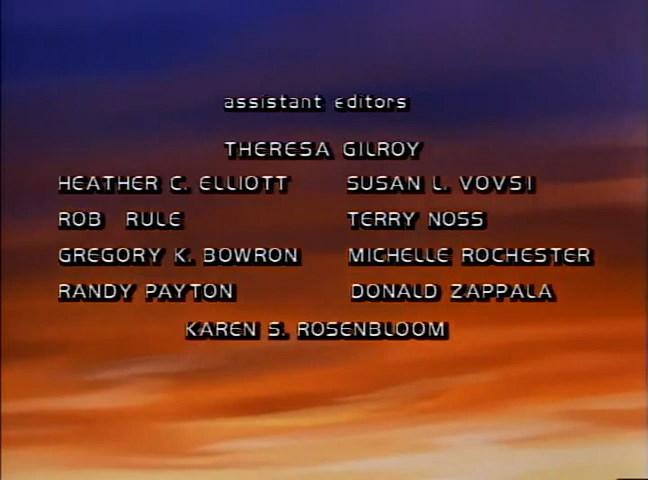 assistant editors
THERESA GILROY
HEATHER C. ELLIOTT SUSAN L. VOVSI
ROB RULE TERRY NOSS
GREGORY K. BOWRON MICHELLE ROCHESTER
RANDY PAYTON DONALD ZAPPALA
KAREN S. ROSENBLOOM